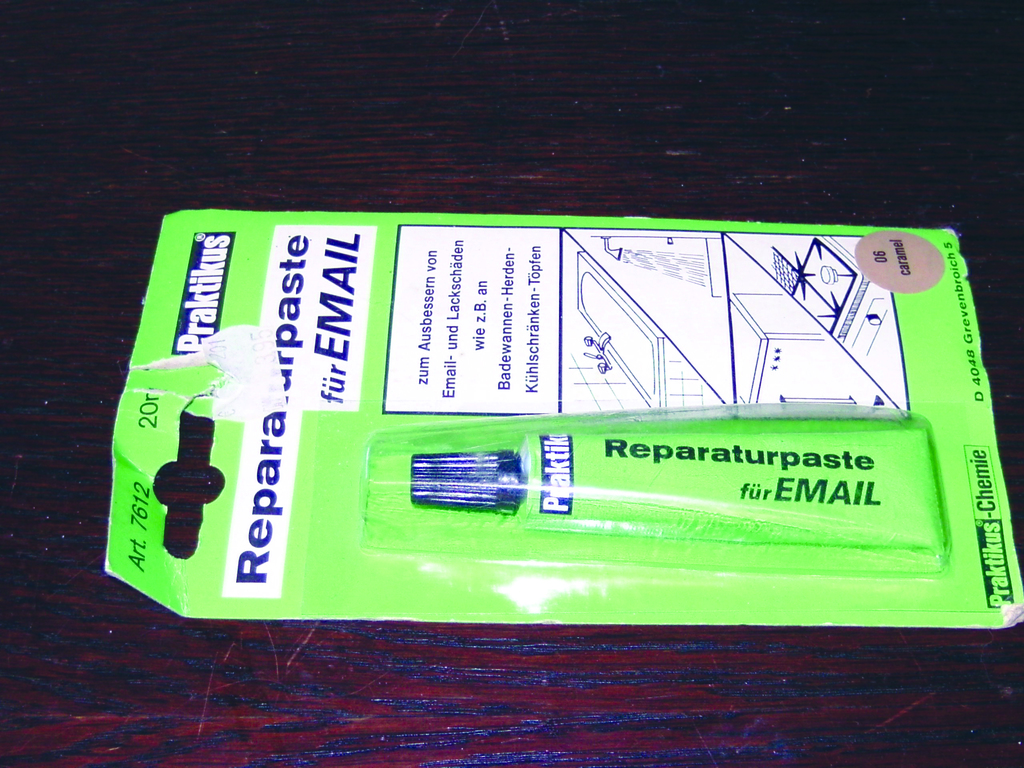 Praktikus®
Reparaturpaste
für EMAIL
zum Ausbessern von
Email- und Lackschäden
wie z.B. an
Badewannen-Herden-
Kühlschränken-Töpfen
06
caramel
Art. 7612
Reparaturpaste
für EMAIL
Praktikus®-Chemie
D 4048 Grevenbroich 5